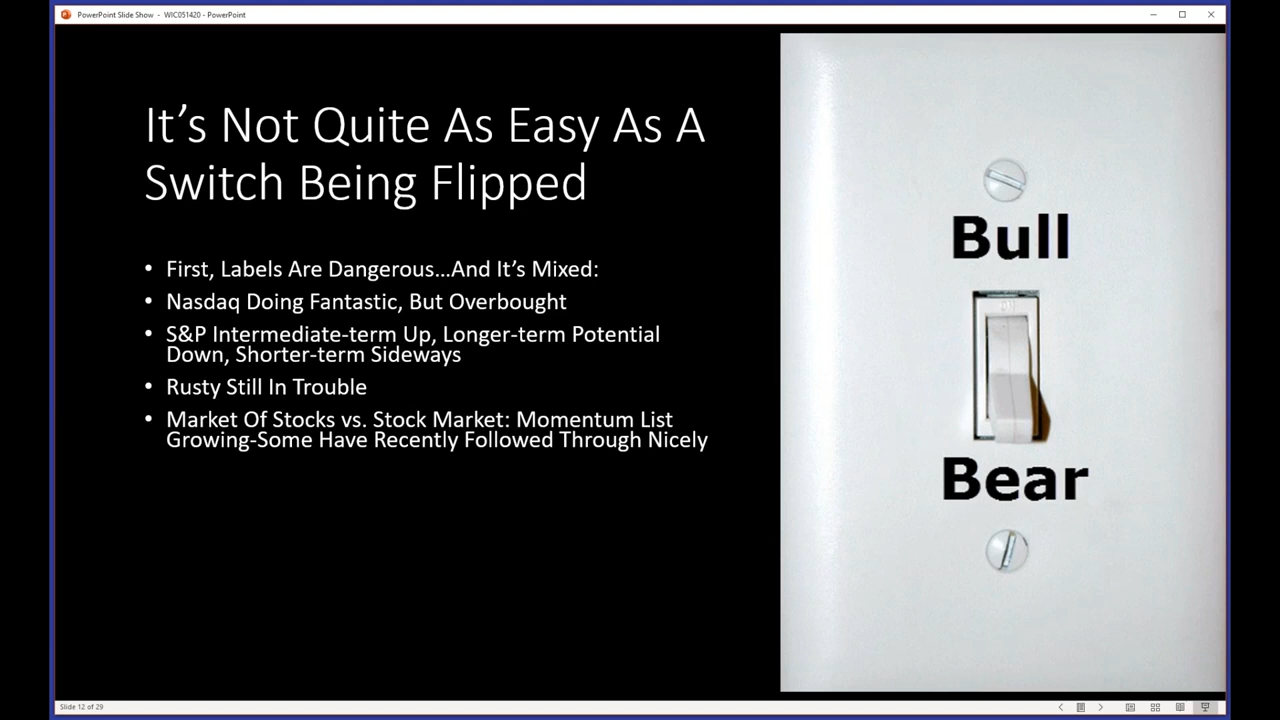 PowerPoint Slide Show - WIC051420 - PowerPoint
It's Not Quite As Easy As A
Switch Being Flipped
• First, Labels Are Dangerous...And It's Mixed:
• Nasdaq Doing Fantastic, But Overbought
• S&P Intermediate-term Up, Longer-term Potential
Down, Shorter-term Sideways
• Rusty Still In Trouble
• Market Of Stocks vs. Stock Market: Momentum List
Growing-Some Have Recently Followed Through Nicely
Bull
Bear
Slide 12 of 29